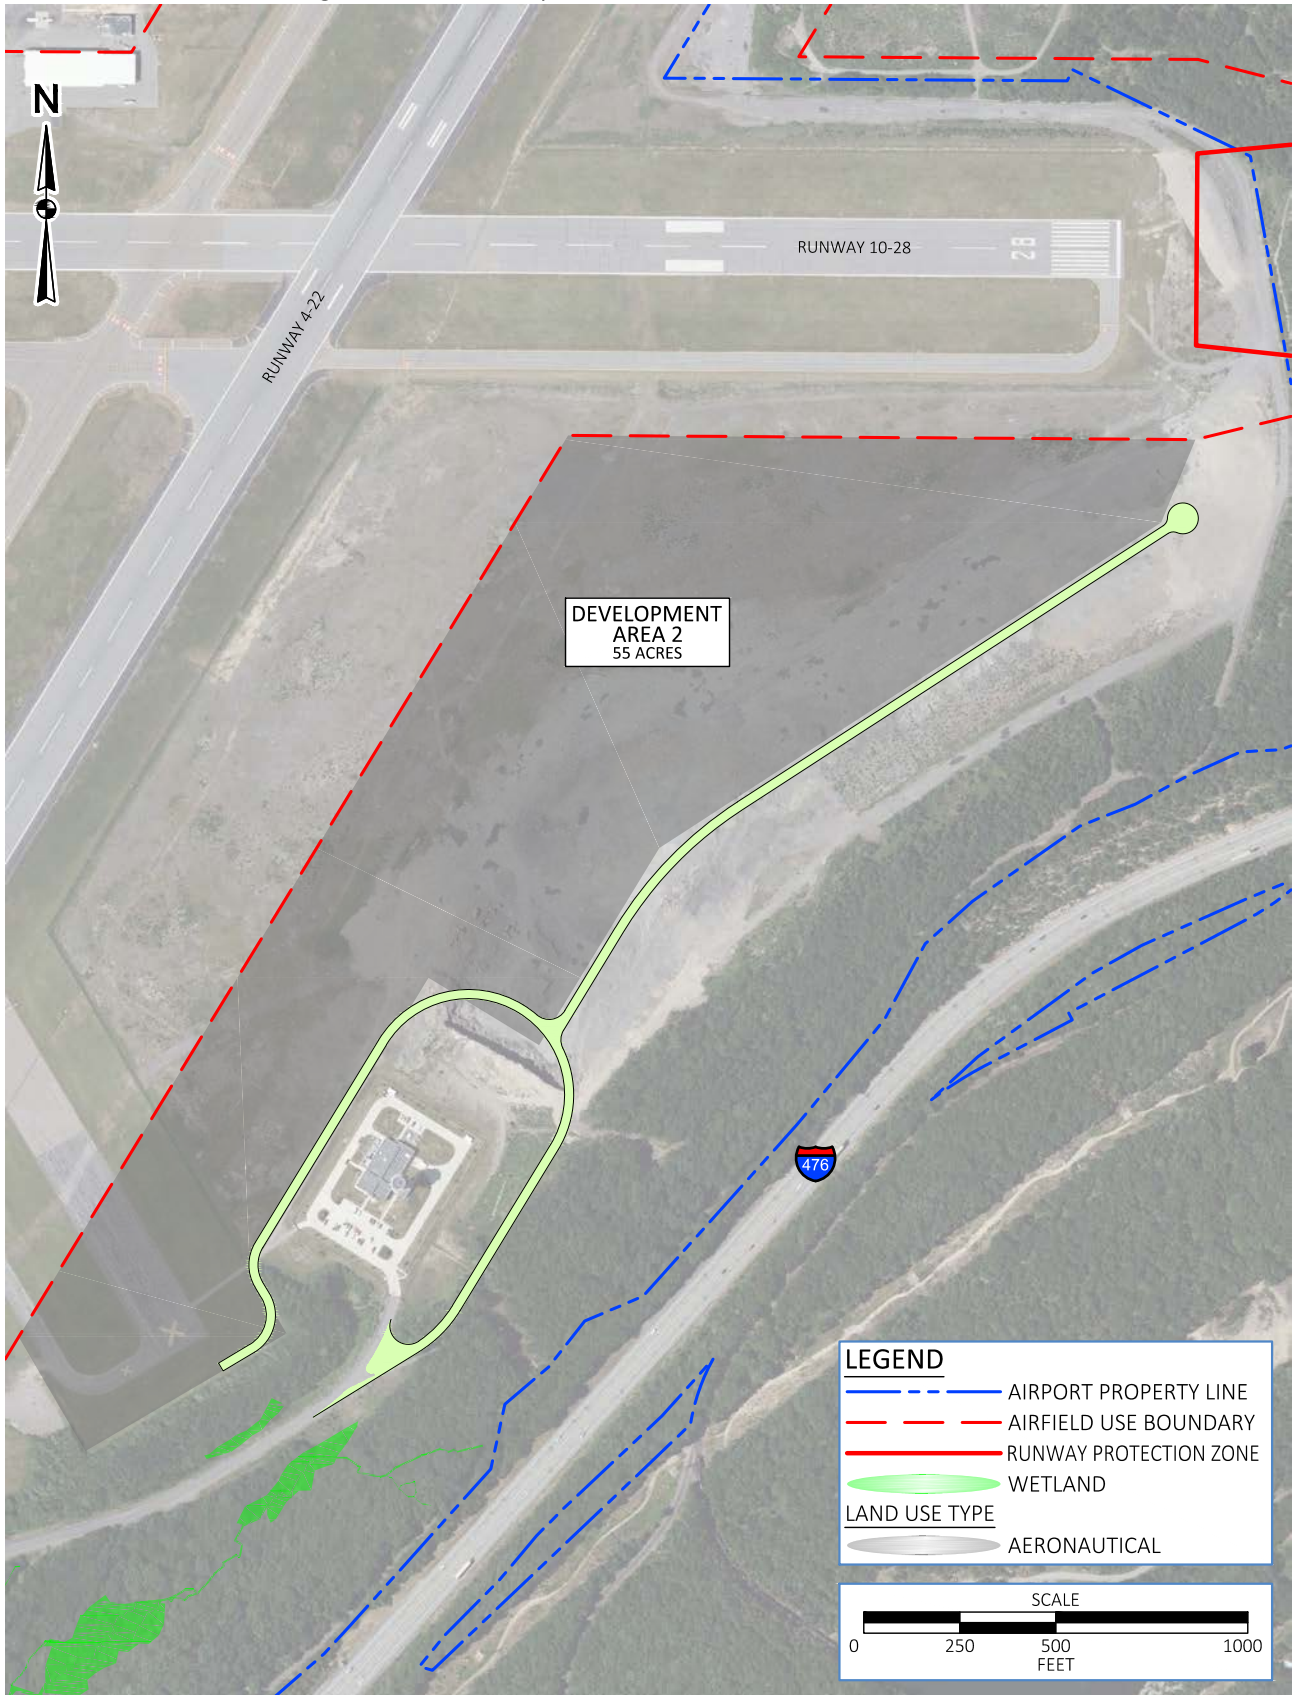 N
RUNWAY 10-28
28
RUNWAY 4-22
DEVELOPMENT
AREA 2
55 ACRES
476
LEGEND
AIRPORT PROPERTY LINE
AIRFIELD USE BOUNDARY
RUNWAY PROTECTION ZONE
WETLAND
LAND USE TYPE
AERONAUTICAL
SCALE
0 250 500 1000
FEET